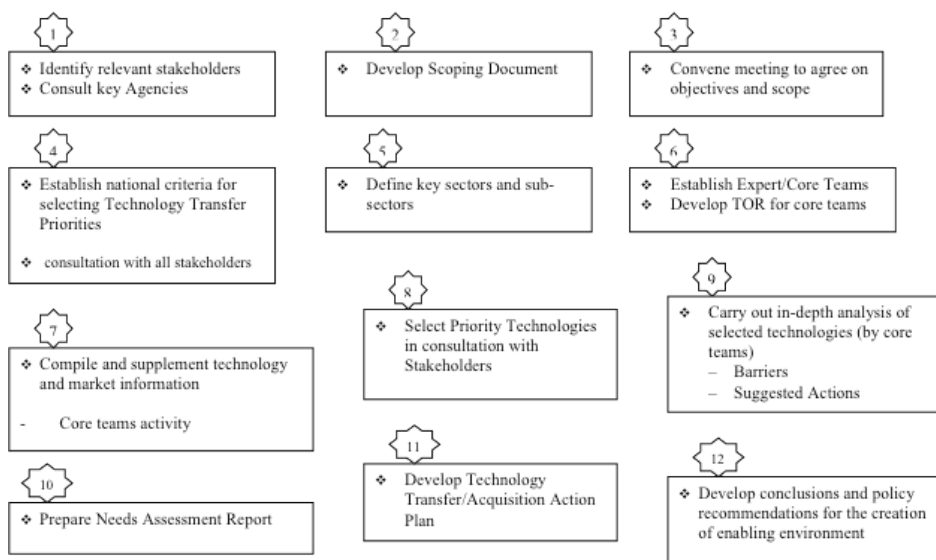 1
❖ Identify relevant stakeholders
❖ Consult key Agencies
2
❖ Develop Scoping Document
3
❖ Convene meeting to agree on
objectives and scope
4
❖ Establish national criteria for
selecting Technology Transfer
Priorities
❖ consultation with all stakeholders
5
❖ Define key sectors and sub-
sectors
6
❖ Establish Expert/Core Teams
❖ Develop TOR for core teams
7
❖ Compile and supplement technology
and market information
- Core teams activity
8
❖ Select Priority Technologies
in consultation with
Stakeholders
9
❖ Carry out in-depth analysis of
selected technologies (by core
teams)
– Barriers
– Suggested Actions
10
❖ Prepare Needs Assessment Report
11
❖ Develop Technology
Transfer/Acquisition Action
Plan
12
❖ Develop conclusions and policy
recommendations for the creation
of enabling environment